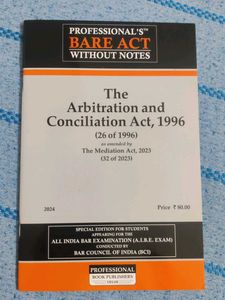 PROFESSIONAL'S™
BARE ACT
WITHOUT NOTES
The
Arbitration and
Conciliation Act, 1996
(26 of 1996)
as amended by
The Mediation Act, 2023
(32 of 2023)
2024
Price ₹ 80.00
SPECIAL EDITION FOR STUDENTS
APPEARING FOR THE
ALL INDIA BAR EXAMINATION (A.I.B.E. EXAM)
CONDUCTED BY
BAR COUNCIL OF INDIA (BCI)
PROFESSIONAL
BOOK PUBLISHERS